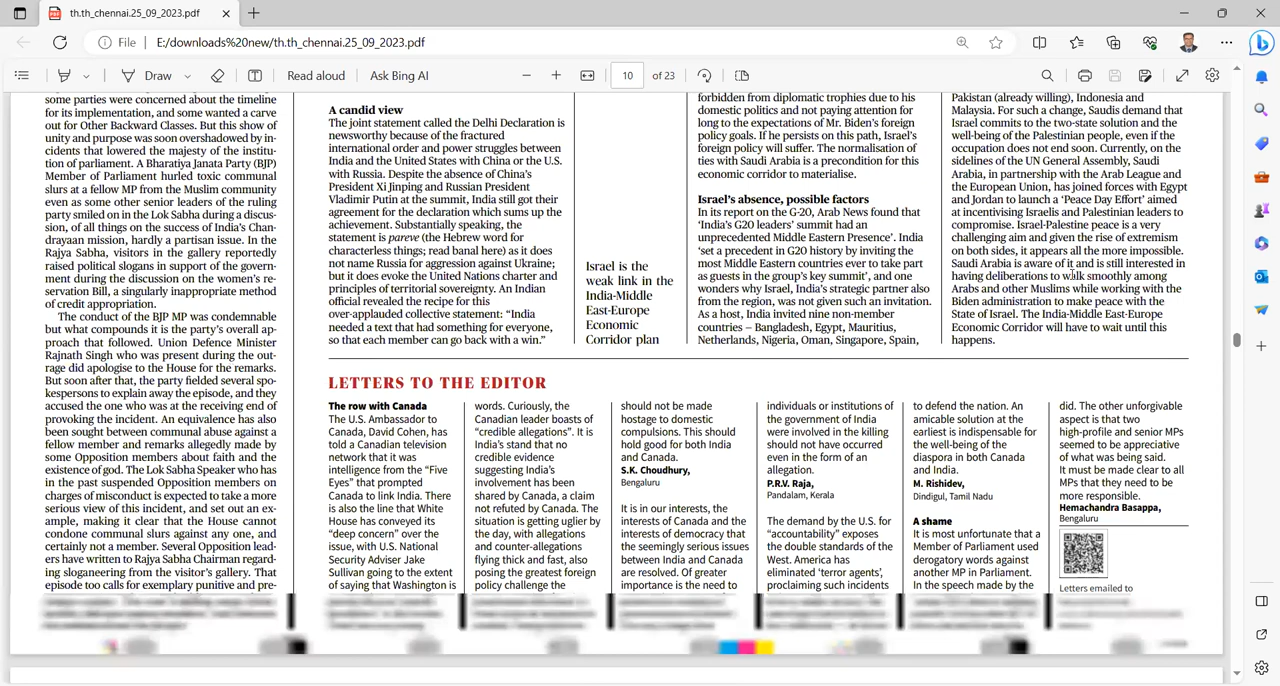 th.th_chennai.25_09_2023.pdf
File
E:/downloads%20new/th.th_chennai.25_09_2023.pdf
Draw
Read aloud
Ask Bing AI
10
of 23
some parties were concerned about the timeline
for its implementation, and some wanted a carve
out for Other Backward Classes. But this show of
unity and purpose was soon overshadowed by in-
cidents that lowered the majesty of the institu-
tion of parliament. A Bharatiya Janata Party (BJP)
Member of Parliament hurled toxic communal
slurs at a fellow MP from the Muslim community
even as some other senior leaders of the ruling
party smiled on in the Lok Sabha during a discus-
sion, of all things on the success of India's Chan-
drayaan mission, hardly a partisan issue. In the
Rajya Sabha, visitors in the gallery reportedly
raised political slogans in support of the govern-
ment during the discussion on the women's re-
servation Bill, a singularly inappropriate method
of credit appropriation.
The conduct of the BJP MP was condemnable
but what compounds it is the party's overall ap-
proach that followed. Union Defence Minister
Rajnath Singh who was present during the out-
rage did apologise to the House for the remarks.
But soon after that, the party fielded several spo-
kespersons to explain away the episode, and they
accused the one who was at the receiving end of
provoking the incident. An equivalence has also
been sought between communal abuse against a
fellow member and remarks allegedly made by
some Opposition members about faith and the
existence of god. The Lok Sabha Speaker who has
in the past suspended Opposition members on
charges of misconduct is expected to take a more
serious view of this incident, and set out an ex-
ample, making it clear that the House cannot
condone communal slurs against any one, and
certainly not a member. Several Opposition lead-
ers have written to Rajya Sabha Chairman regard-
ing sloganeering from the visitor's gallery. That
episode too calls for exemplary punitive and pre-
A candid view
The joint statement called the Delhi Declaration is
newsworthy because of the fractured
international order and power struggles between
India and the United States with China or the U.S.
with Russia. Despite the absence of China's
President Xi Jinping and Russian President
Vladimir Putin at the summit, India still got their
agreement for the declaration which sums up the
achievement. Substantially speaking, the
statement is pareve (the Hebrew word for
characterless things; read banal here) as it does
not name Russia for aggression against Ukraine;
but it does evoke the United Nations charter and
principles of territorial sovereignty. An Indian
official revealed the recipe for this
over-applauded collective statement: "India
needed a text that had something for everyone,
so that each member can go back with a win."
Israel is the
weak link in the
India-Middle
East-Europe
Economic
Corridor plan
forbidden from diplomatic trophies due to his
domestic politics and not paying attention for
long to the expectations of Mr. Biden's foreign
policy goals. If he persists on this path, Israel's
foreign policy will suffer. The normalisation of
ties with Saudi Arabia is a precondition for this
economic corridor to materialise.
Israel's absence, possible factors
In its report on the G-20, Arab News found that
'India's G20 leaders' summit had an
unprecedented Middle Eastern Presence'. India
'set a precedent in G20 history by inviting the
most Middle Eastern countries ever to take part
as guests in the group's key summit', and one
wonders why Israel, India's strategic partner also
from the region, was not given such an invitation.
As a host, India invited nine non-member
countries — Bangladesh, Egypt, Mauritius,
Netherlands, Nigeria, Oman, Singapore, Spain,
Pakistan (already willing), Indonesia and
Malaysia. For such a change, Saudis demand that
Israel commits to the two-state solution and the
well-being of the Palestinian people, even if the
occupation does not end soon. Currently, on the
sidelines of the UN General Assembly, Saudi
Arabia, in partnership with the Arab League and
the European Union, has joined forces with Egypt
and Jordan to launch a 'Peace Day Effort' aimed
at incentivising Israelis and Palestinian leaders to
compromise. Israel-Palestine peace is a very
challenging aim and given the rise of extremism
on both sides, it appears all the more impossible.
Saudi Arabia is aware of it and is still interested in
having deliberations to walk smoothly among
Arabs and other Muslims while working with the
Biden administration to make peace with the
State of Israel. The India-Middle East-Europe
Economic Corridor will have to wait until this
happens.
LETTERS TO THE EDITOR
The row with Canada
The U.S. Ambassador to
Canada, David Cohen, has
told a Canadian television
network that it was
intelligence from the "Five
Eyes" that prompted
Canada to link India. There
is also the line that White
House has conveyed its
"deep concern" over the
issue, with U.S. National
Security Adviser Jake
Sullivan going to the extent
of saying that Washington is
words. Curiously, the
Canadian leader boasts of
"credible allegations". It is
India's stand that no
credible evidence
suggesting India's
involvement has been
shared by Canada, a claim
not refuted by Canada. The
situation is getting uglier by
the day, with allegations
and counter-allegations
flying thick and fast, also
posing the greatest foreign
policy challenge the
should not be made
hostage to domestic
compulsions. This should
hold good for both India
and Canada.
S.K. Choudhury,
Bengaluru
It is in our interests, the
interests of Canada and the
interests of democracy that
the seemingly serious issues
between India and Canada
are resolved. Of greater
importance is the need to
individuals or institutions of
the government of India
were involved in the killing
should not have occurred
even in the form of an
allegation.
P.R.V. Raja,
Pandalam, Kerala
The demand by the U.S. for
"accountability" exposes
the double standards of the
West. America has
eliminated 'terror agents',
proclaiming such incidents
to defend the nation. An
amicable solution at the
earliest is indispensable for
the well-being of the
diaspora in both Canada
and India.
M. Rishidev,
Dindigul, Tamil Nadu
A shame
It is most unfortunate that a
Member of Parliament used
derogatory words against
another MP in Parliament.
In the speech made by the
did. The other unforgivable
aspect is that two
high-profile and senior MPs
seemed to be appreciative
of what was being said.
It must be made clear to all
MPs that they need to be
more responsible.
Hemachandra Basappa,
Bengaluru
Letters emailed to